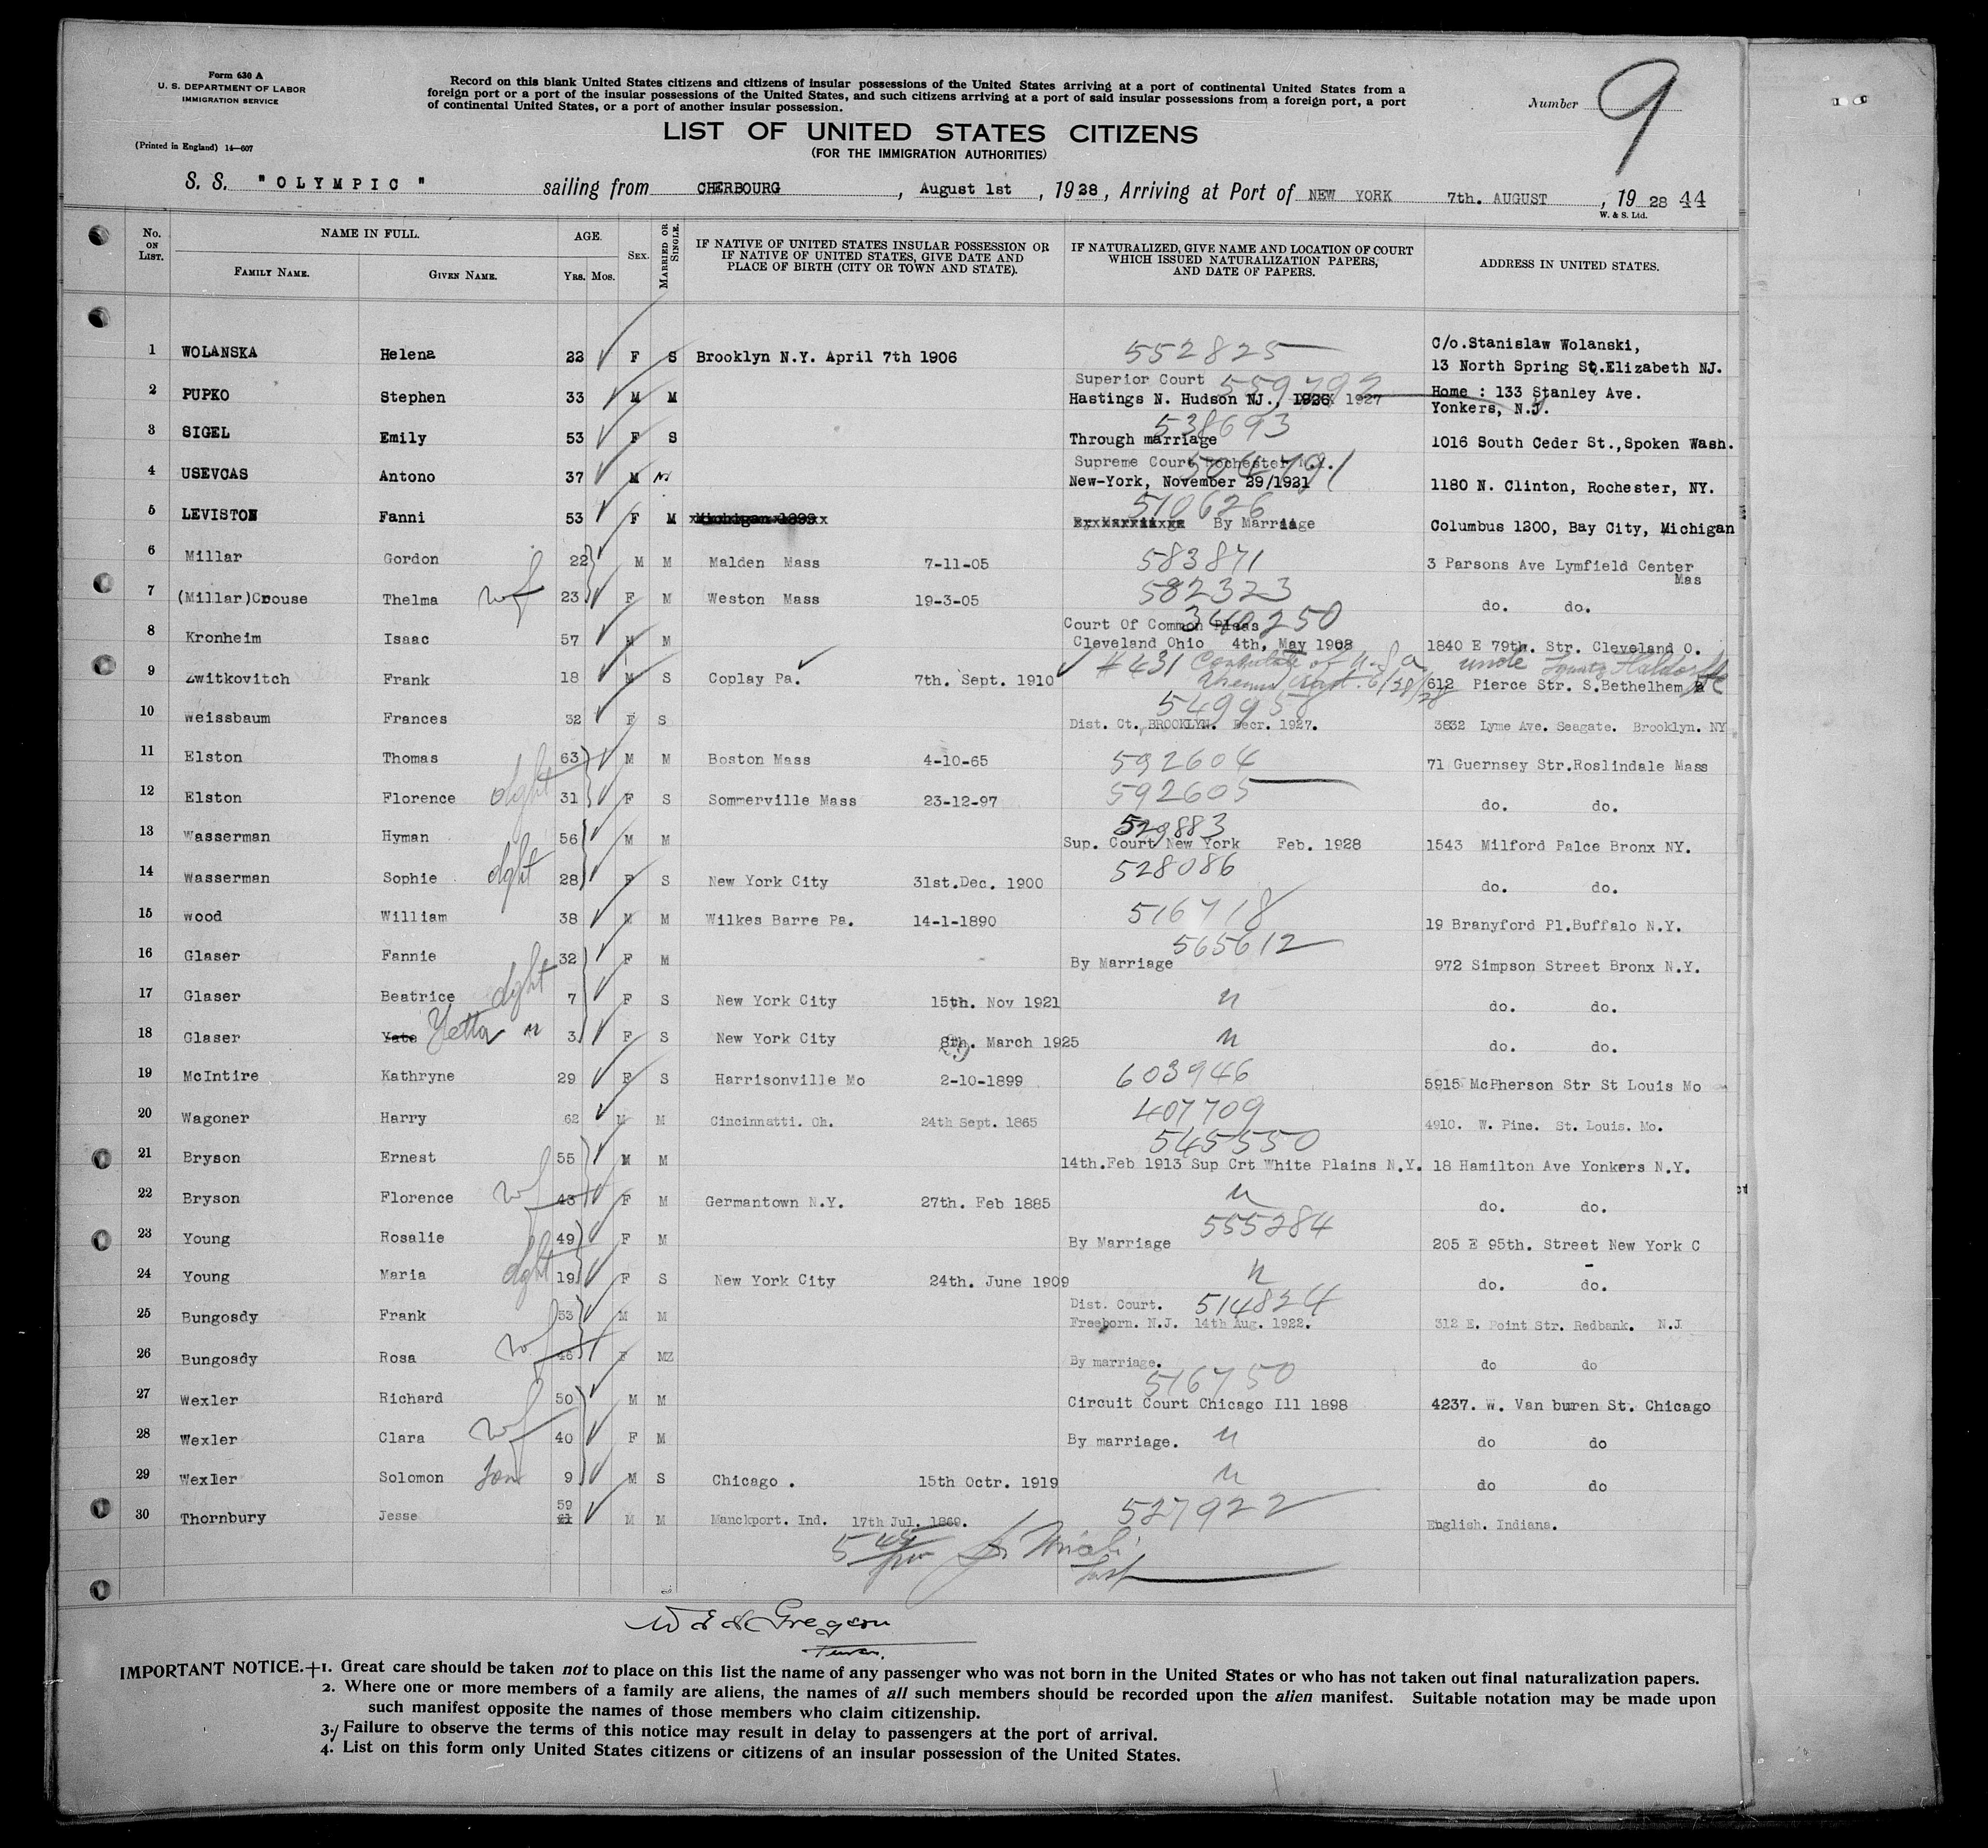 Form 630 A
U. S. DEPARTMENT OF LABOR
IMMIGRATION SERVICE
(Printed in England) 14—607
Record on this blank United States citizens and citizens of insular possessions of the United States arriving at a port of continental United States from a
foreign port or a port of the insular possessions of the United States, and such citizens arriving at a port of said insular possessions from a foreign port, a port
of continental United States, or a port of another insular possession.
Number 9
LIST OF UNITED STATES CITIZENS
(FOR THE IMMIGRATION AUTHORITIES)
S. S. "OLYMPIC" sailing from CHERBOURG, August 1st, 1928, Arriving at Port of NEW YORK 7th. AUGUST, 1928 44
W. & S. Ltd.
No. ON LIST. NAME IN FULL. FAMILY NAME. GIVEN NAME. AGE. YRS. MOS. SEX. MARRIED OR SINGLE. IF NATIVE OF UNITED STATES INSULAR POSSESSION OR IF NATIVE OF UNITED STATES, GIVE DATE AND PLACE OF BIRTH (CITY OR TOWN AND STATE). IF NATURALIZED, GIVE NAME AND LOCATION OF COURT WHICH ISSUED NATURALIZATION PAPERS, AND DATE OF PAPERS. ADDRESS IN UNITED STATES.
1 WOLANSKA Helena 22 F S Brooklyn N.Y. April 7th 1906 552825 C/o.Stanislaw Wolanski,
13 North Spring St.Elizabeth NJ.
2 PUPKO Stephen 33 M M Superior Court 559792 Hastings N. Hudson NJ., 1926 1927 Home : 133 Stanley Ave.
Yonkers, N.J.
3 SIGEL Emily 53 F S 538693 Through marriage 1016 South Ceder St.,Spoken Wash.
4 USEVCAS Antono 37 M M Supreme Court Rochester N.Y.
New-York, November 29/1921 1180 N. Clinton, Rochester, NY.
5 LEVISTON Fanni 53 F M Michigan 1899 510626 By Marriage Columbus 1200, Bay City, Michigan
6 Millar Gordon 22 M M Malden Mass 7-11-05 583871 3 Parsons Ave Lymfield Center
Mas
7 (Millar)Crouse Thelma wf 23 F M Weston Mass 19-3-05 582323 do. do.
8 Kronheim Isaac 57 M M Court Of Common Pleas 340250
Cleveland Ohio 4th, May 1908 1840 E 79th. Str. Cleveland O.
9 Zwitkovitch Frank 18 M S Coplay Pa. 7th. Sept. 1910 #431 Consulate of U.S.A. uncle
612 Pierce Str. S.Bethelhem Pa
10 Weissbaum Frances 32 F S 549958 Dist. Ct. BROOKLYN. Decr. 1927. 3832 Lyme Ave. Seagate. Brooklyn. NY
11 Elston Thomas 63 M M Boston Mass 4-10-65 592604 71 Guernsey Str.Roslindale Mass
12 Elston Florence dght 31 F S Sommerville Mass 23-12-97 592605 do. do.
13 Wasserman Hyman 56 M M 529883 Sup. Court New York Feb. 1928 1543 Milford Palce Bronx NY.
14 Wasserman Sophie dght 28 F S New York City 31st.Dec. 1900 528086 do. do.
15 Wood William 38 M M Wilkes Barre Pa. 14-1-1890 516718 19 Branyford Pl.Buffalo N.Y.
16 Glaser Fannie 32 F M By Marriage 565612 972 Simpson Street Bronx N.Y.
17 Glaser Beatrice dght 7 F S New York City 15th. Nov 1921 " do. do.
18 Glaser Yate Yetta " 3 F S New York City 8th. 29 March 1925 " do. do.
19 McIntire Kathryne 29 F S Harrisonville Mo 2-10-1899 603946 5915 McPherson Str St Louis Mo
20 Wagoner Harry 62 M M Cincinnatti. Oh. 24th Sept. 1865 407709 4910. W. Pine. St. Louis. Mo.
21 Bryson Ernest 55 M M 545550 14th.Feb 1913 Sup Crt White Plains N.Y. 18 Hamilton Ave Yonkers N.Y.
22 Bryson Florence wf 43 F M Germantown N.Y. 27th. Feb 1885 " do. do.
23 Young Rosalie 49 F M By Marriage 555284 205 E 95th. Street New York C
24 Young Maria dght 19 F S New York City 24th. June 1909 " do. do.
25 Bungosdy Frank 53 M M Dist. Court. 514824
Freeborn. N.J. 14th Aug. 1922. 312 E. Point Str. Redbank. N.J
26 Bungosdy Rosa wf 46 F M By marriage. do do
27 Wexler Richard 50 M M 516750 Circuit Court Chicago Ill 1898 4237. W. Van buren St. Chicago
28 Wexler Clara wf 40 F M By marriage. " do do
29 Wexler Solomon son 9 M S Chicago . 15th Octr. 1919 " do do
30 Thornbury Jesse 59 61 M M Manckport. Ind. 17th Jul. 1869. 527922 English. Indiana.
W E H Gregson
IMPORTANT NOTICE.—1. Great care should be taken not to place on this list the name of any passenger who was not born in the United States or who has not taken out final naturalization papers.
2. Where one or more members of a family are aliens, the names of all such members should be recorded upon the alien manifest. Suitable notation may be made upon
such manifest opposite the names of those members who claim citizenship.
3. Failure to observe the terms of this notice may result in delay to passengers at the port of arrival.
4. List on this form only United States citizens or citizens of an insular possession of the United States.